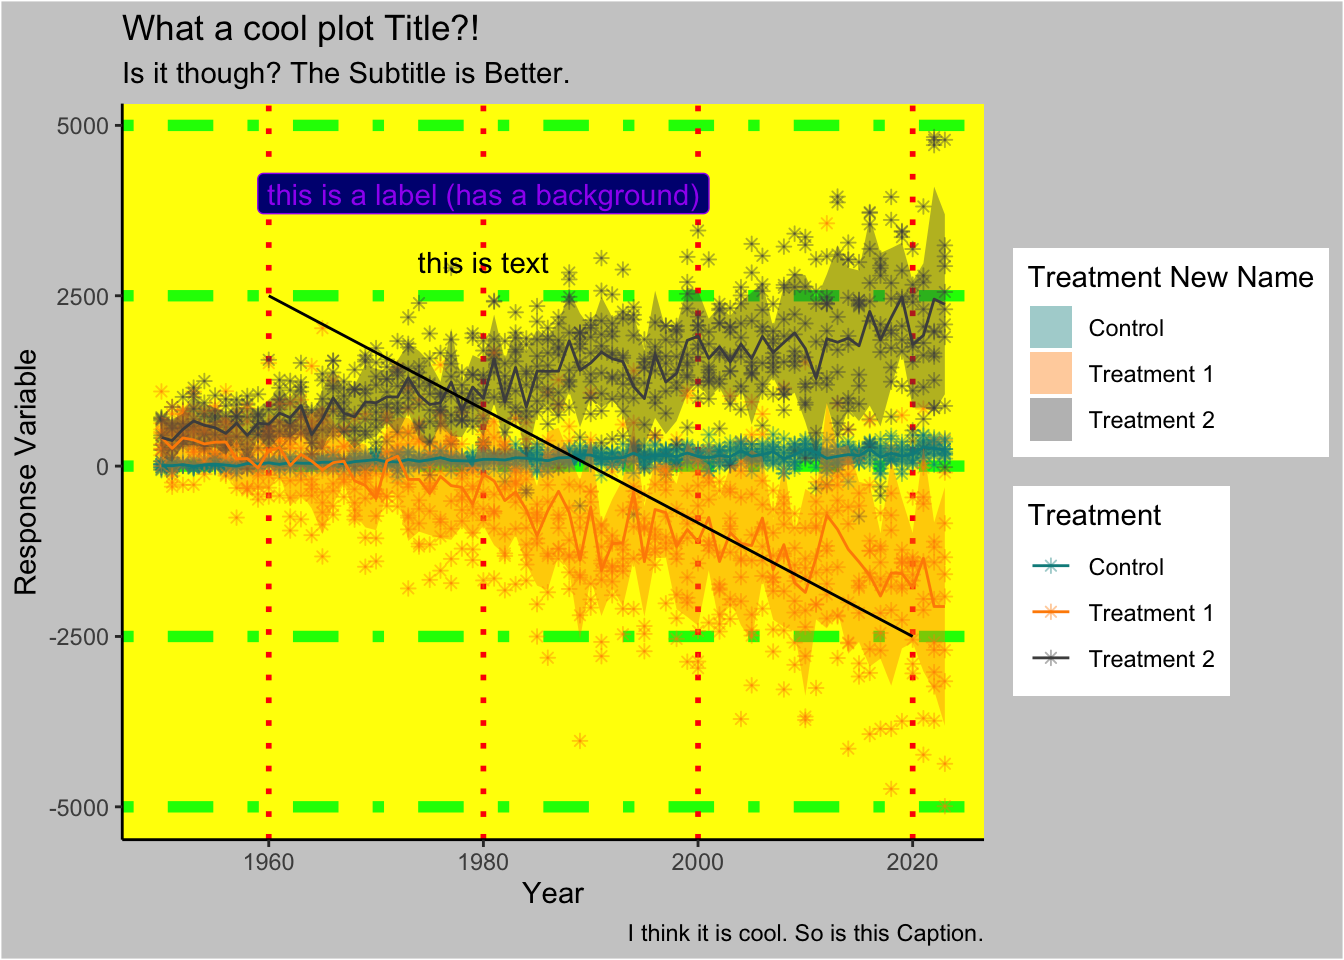 What a cool plot Title?!
Is it though? The Subtitle is Better.
Response Variable
5000
2500
0
-2500
-5000
this is a label (has a background)
this is text
1960
1980
2000
2020
Year
I think it is cool. So is this Caption.
Treatment New Name
Control
Treatment 1
Treatment 2
Treatment
Control
Treatment 1
Treatment 2